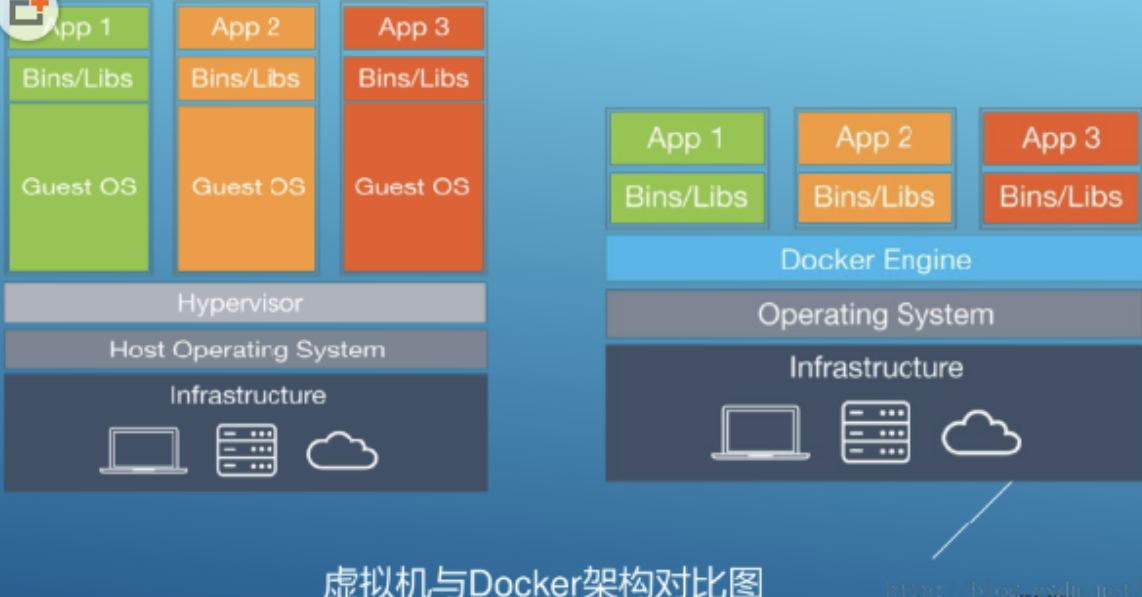 App 1 App 2 App 3
Bins/Libs Bins/Libs Bins/Libs
Guest OS Guest OS Guest OS
Hypervisor
Host Operating System
Infrastructure
App 1 App 2 App 3
Bins/Libs Bins/Libs Bins/Libs
Docker Engine
Operating System
Infrastructure
虚拟机与Docker架构对比图